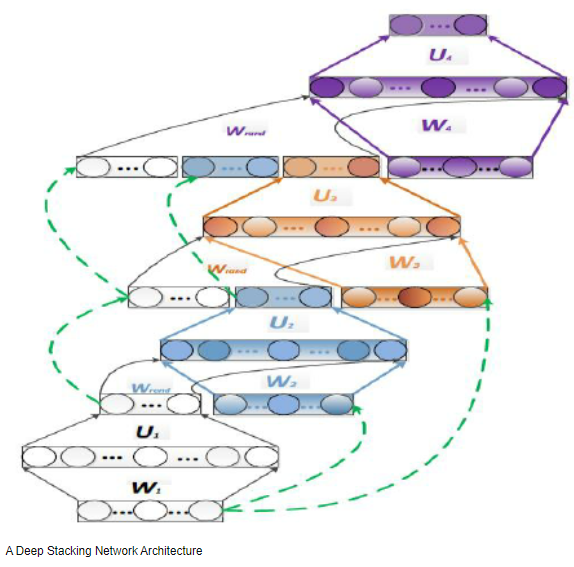 U₄
W₄
Wrand
U₃
W₃
Wrand
U₂
W₂
Wrand
U₁
W₁
A Deep Stacking Network Architecture